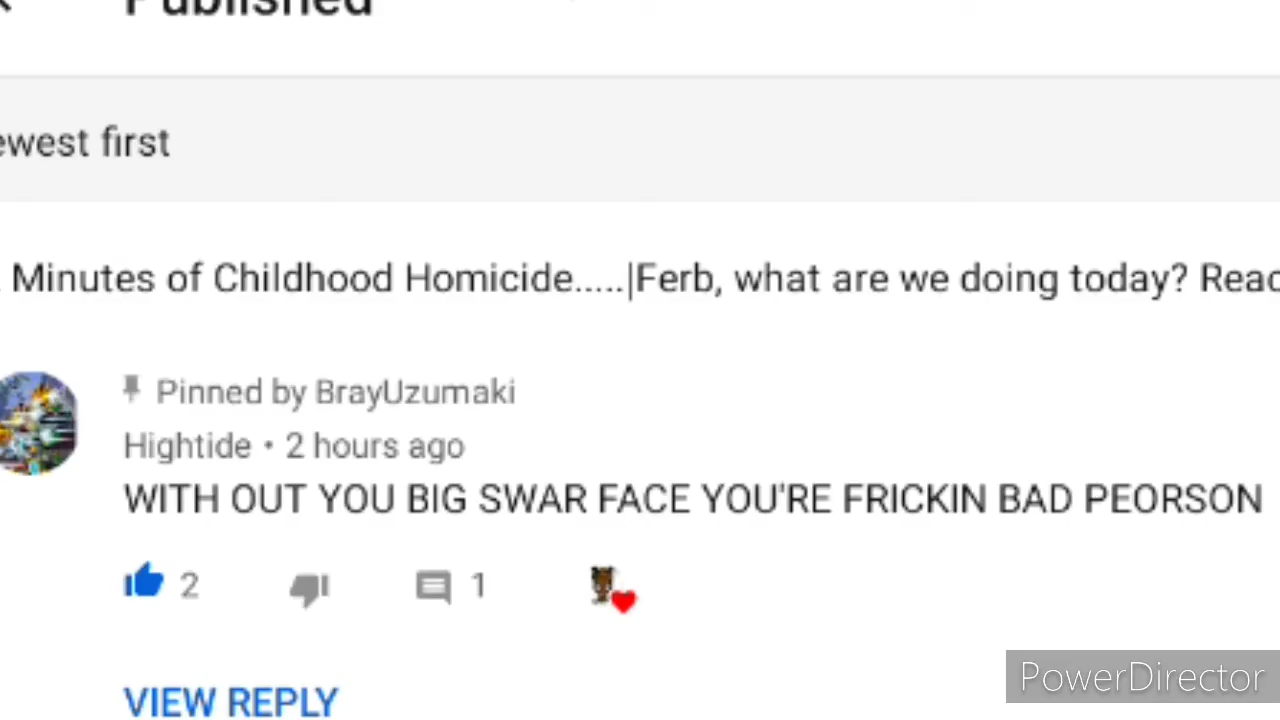 Published
ewest first
Minutes of Childhood Homicide.....|Ferb, what are we doing today? Reac
Pinned by BrayUzumaki
Hightide • 2 hours ago
WITH OUT YOU BIG SWAR FACE YOU'RE FRICKIN BAD PEORSON
2
1
VIEW REPLY
PowerDirector